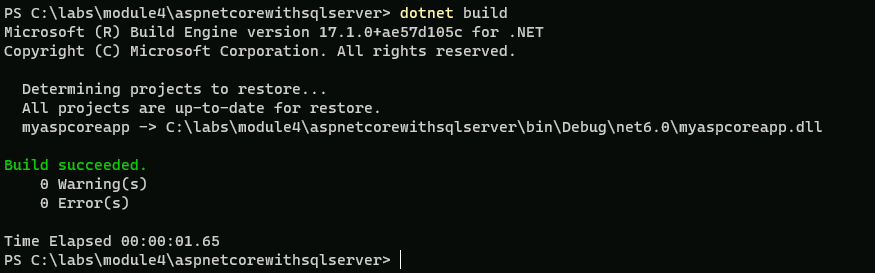 PS C:\labs\module4\aspnetcorewithsqlserver> dotnet build
Microsoft (R) Build Engine version 17.1.0+ae57d105c for .NET
Copyright (C) Microsoft Corporation. All rights reserved.
Determining projects to restore...
All projects are up-to-date for restore.
myaspcoreapp -> C:\labs\module4\aspnetcorewithsqlserver\bin\Debug\net6.0\myaspcoreapp.dll
Build succeeded.
0 Warning(s)
0 Error(s)
Time Elapsed 00:00:01.65
PS C:\labs\module4\aspnetcorewithsqlserver>